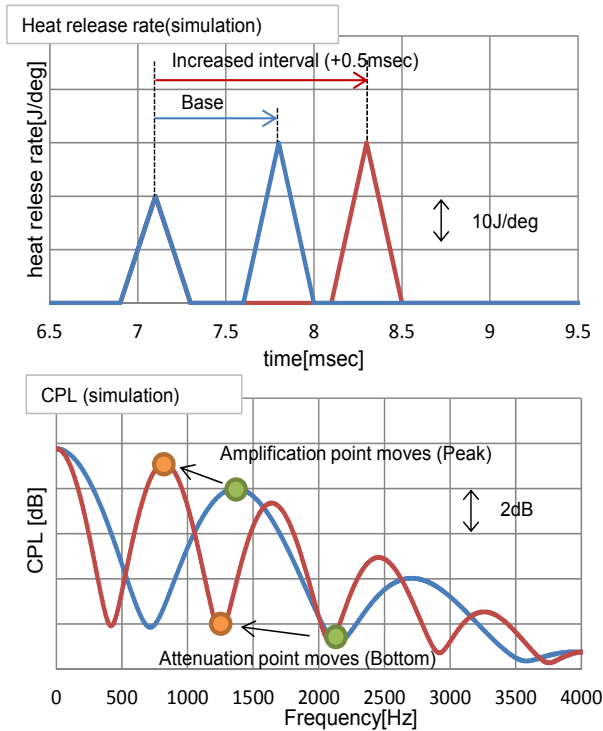 Heat release rate(simulation)
Increased interval (+0.5msec)
Base
heat relese rate[J/deg]
10J/deg
6.5 7 7.5 8 8.5 9 9.5
time[msec]
CPL (simulation)
Amplification point moves (Peak)
CPL [dB]
2dB
Attenuation point moves (Bottom)
0 500 1000 1500 2000 2500 3000 3500 4000
Frequency[Hz]